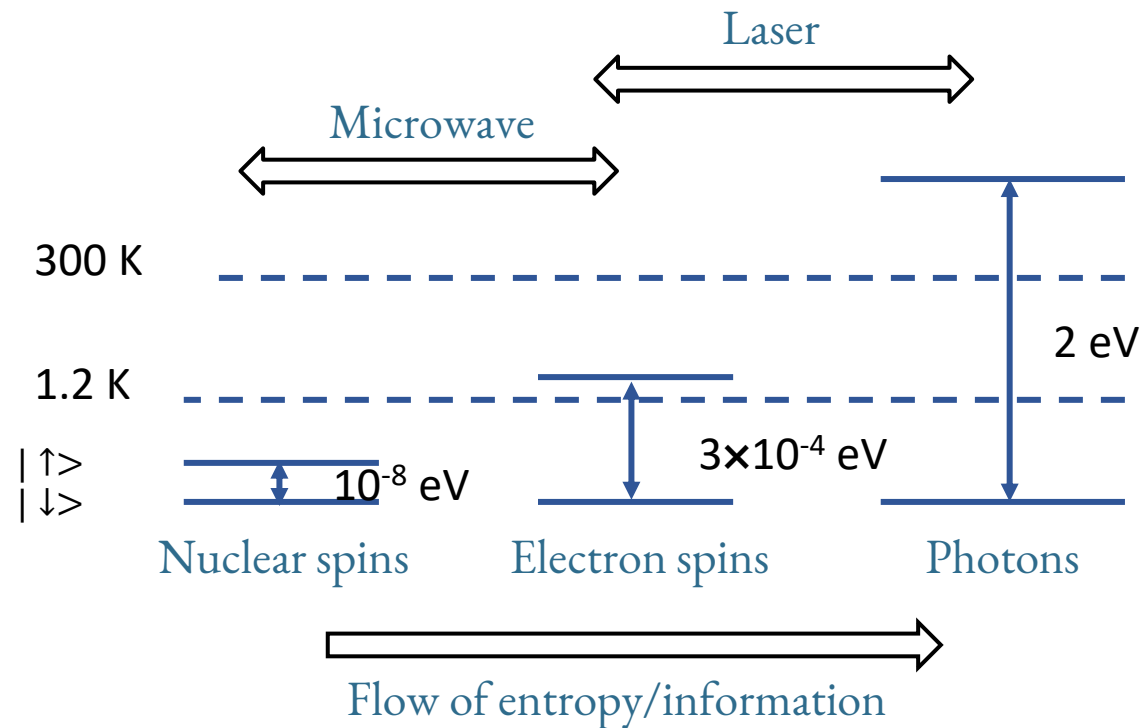 Laser
Microwave
300 K
2 eV
1.2 K
3×10⁻⁴ eV
|↑>
10⁻⁸ eV
|↓>
Nuclear spins
Electron spins
Photons
Flow of entropy/information